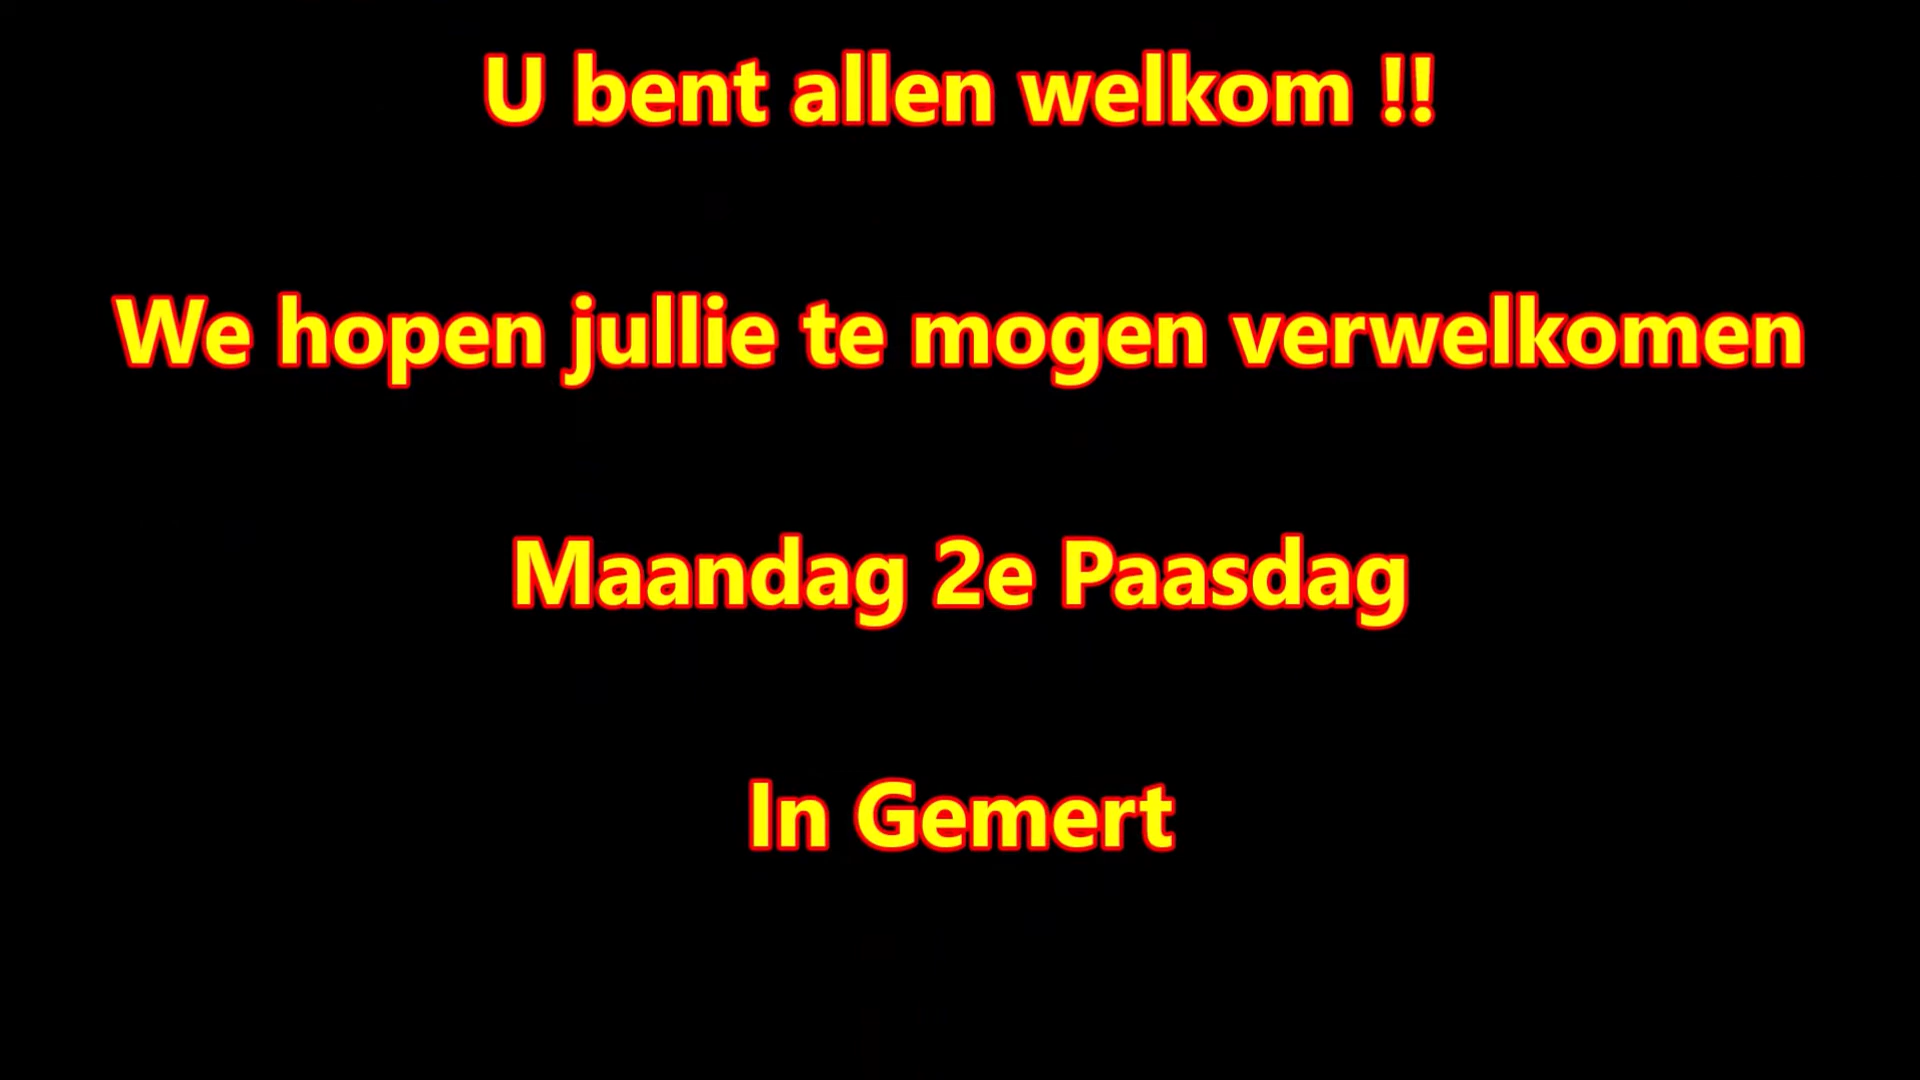 U bent allen welkom !!
We hopen jullie te mogen verwelkomen
Maandag 2e Paasdag
In Gemert